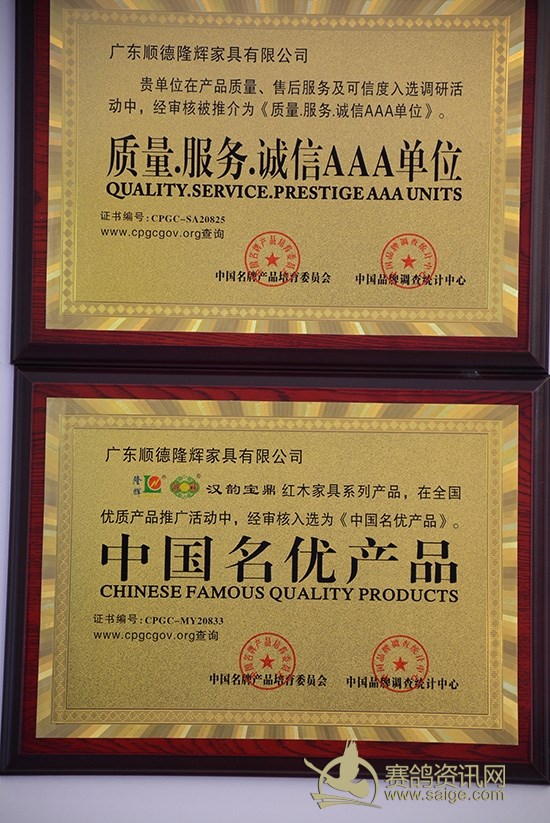 广东顺德隆辉家具有限公司
贵单位在产品质量、售后服务及可信度入选调研活
动中，经审核被推介为《质量.服务.诚信AAA单位》。
质量.服务.诚信AAA单位
QUALITY.SERVICE.PRESTIGE AAA UNITS
证书编号:CPGC-SA20825
www.cpgcgov.org查询
中国名牌产品培育委员会 中国品牌调查统计中心
广东顺德隆辉家具有限公司
隆辉 汉韵宝鼎 红木家具系列产品，在全国
优质产品推广活动中，经审核入选为《中国名优产品》。
中国名优产品
CHINESE FAMOUS QUALITY PRODUCTS
证书编号:CPGC-MY20833
www.cpgcgov.org查询
中国名牌产品培育委员会 中国品牌调查统计中心
赛鸽资讯网
www.saige.com